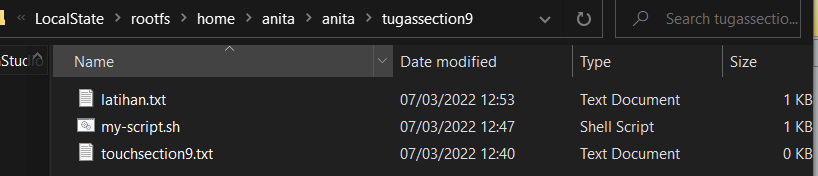 « LocalState › rootfs › home › anita › anita › tugassection9
Search tugassectio...
Name Date modified Type Size
latihan.txt 07/03/2022 12:53 Text Document 1 KB
my-script.sh 07/03/2022 12:47 Shell Script 1 KB
touchsection9.txt 07/03/2022 12:40 Text Document 0 KB